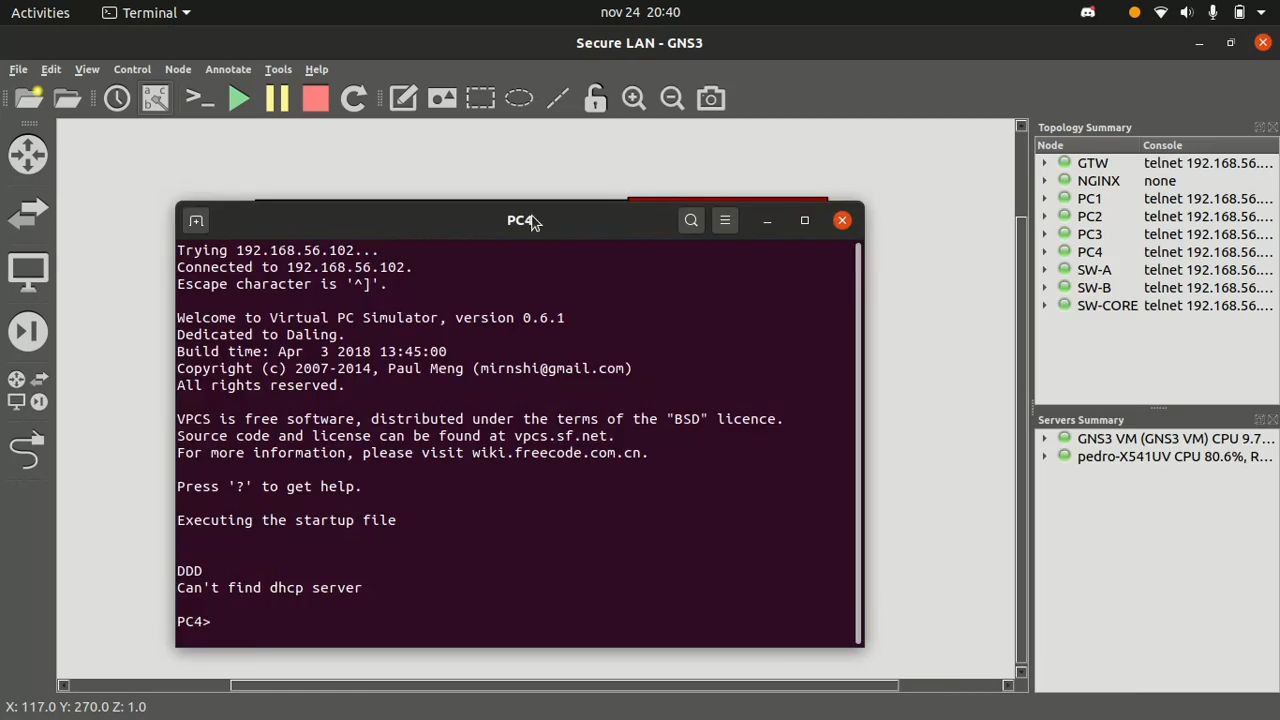 Activities
Terminal
nov 24 20:40
Secure LAN - GNS3
File Edit View Control Node Annotate Tools Help
Topology Summary
Node Console
GTW telnet 192.168.56....
NGINX none
PC1 telnet 192.168.56....
PC2 telnet 192.168.56....
PC3 telnet 192.168.56....
PC4 telnet 192.168.56....
SW-A telnet 192.168.56....
SW-B telnet 192.168.56....
SW-CORE telnet 192.168.56....
PC4
Trying 192.168.56.102...
Connected to 192.168.56.102.
Escape character is '^]'.
Welcome to Virtual PC Simulator, version 0.6.1
Dedicated to Daling.
Build time: Apr  3 2018 13:45:00
Copyright (c) 2007-2014, Paul Meng (mirnshi@gmail.com)
All rights reserved.
VPCS is free software, distributed under the terms of the "BSD" licence.
Source code and license can be found at vpcs.sf.net.
For more information, please visit wiki.freecode.com.cn.
Press '?' to get help.
Executing the startup file
DDD
Can't find dhcp server
PC4>
Servers Summary
GNS3 VM (GNS3 VM) CPU 9.7...
pedro-X541UV CPU 80.6%, R...
X: 117.0 Y: 270.0 Z: 1.0